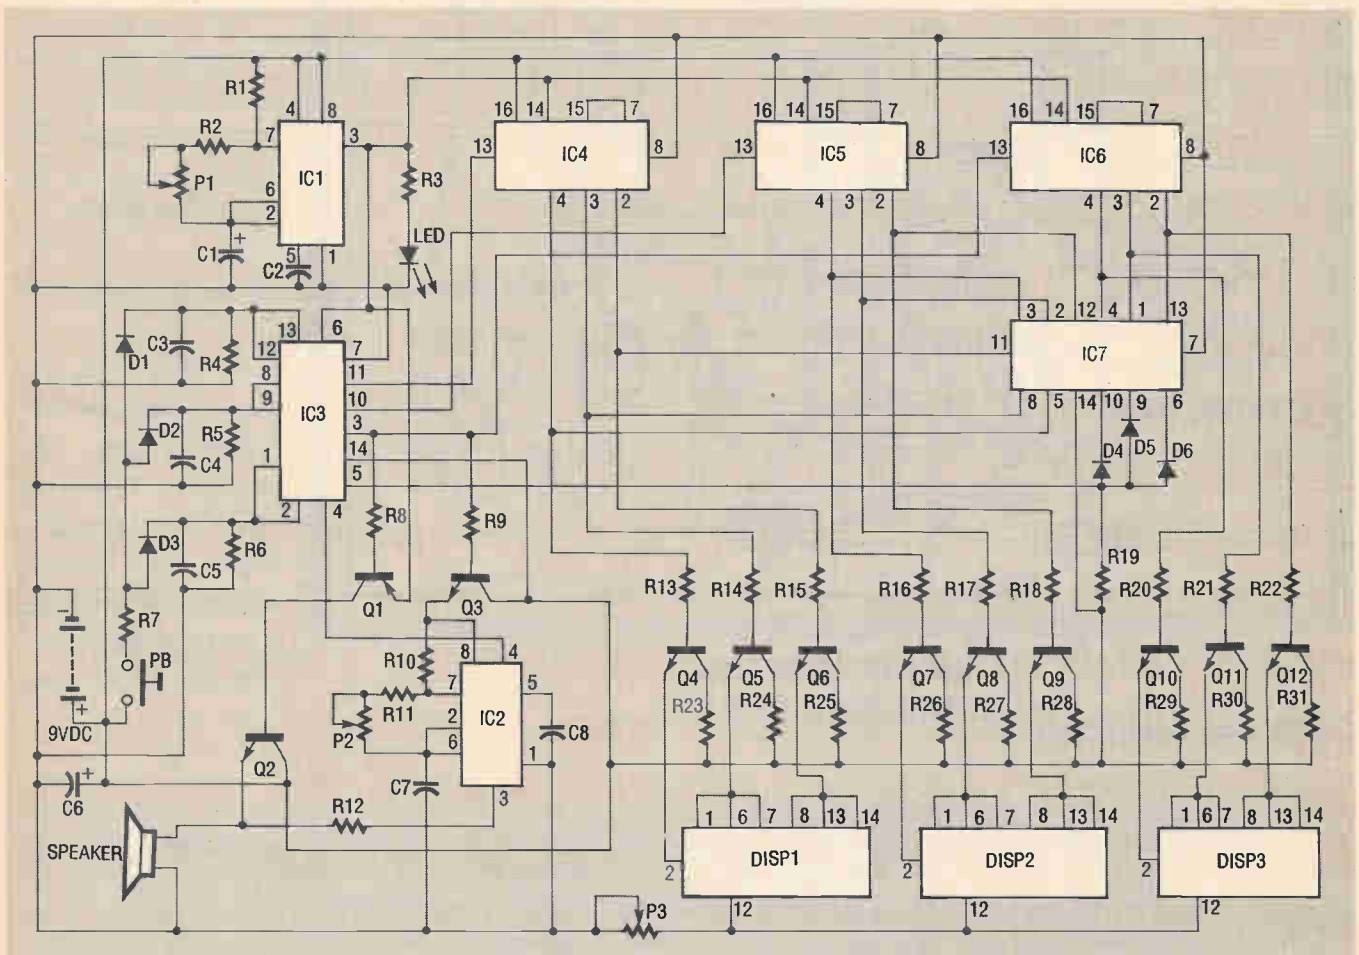 R1
4
8
16
14
15
7
16
14
15
7
16
14
15
7
R2
7
3
13
IC4
8
13
IC5
8
13
IC6
8
P1
IC1
R3
6
2
4
3
2
4
3
2
4
3
2
C1
+
5
C2
1
LED
3
2
12
4
1
13
D1
C3
R4
13
6
12
7
11
IC7
7
8
11
9
IC3
10
8
5
14
10
9
6
D2
C4
R5
3
14
D4
D5
D6
1
5
2
4
D3
C5
R6
R8
R9
R13
R14
R15
R16
R17
R18
R19
R20
R21
R22
R7
Q1
Q3
PB
8
4
Q4
Q5
Q6
Q7
Q8
Q9
Q10
Q11
Q12
R10
7
5
R23
R24
R25
R26
R27
R28
R29
R30
R31
R11
2
IC2
–
+
9VDC
P2
6
1
C8
Q2
C6
+
C7
3
R12
1
6
7
8
13
14
1
6
7
8
13
14
1
6
7
8
13
14
SPEAKER
2
DISP1
2
DISP2
2
DISP3
P3
12
12
12